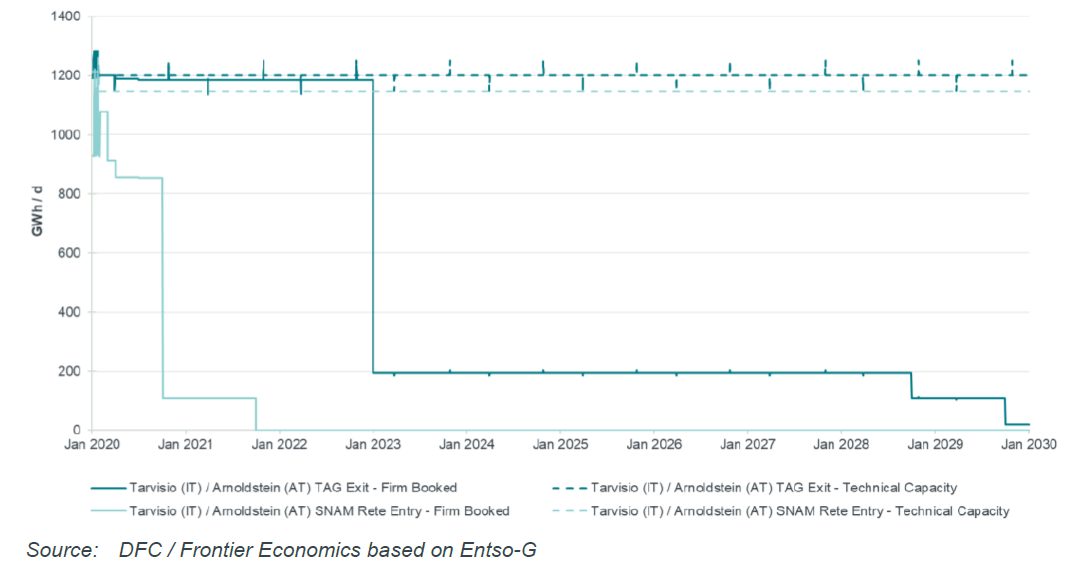 1400
1200
1000
800
600
400
200
0
GWh / d
Jan 2020 Jan 2021 Jan 2022 Jan 2023 Jan 2024 Jan 2025 Jan 2026 Jan 2027 Jan 2028 Jan 2029 Jan 2030
Tarvisio (IT) / Arnoldstein (AT) TAG Exit - Firm Booked
Tarvisio (IT) / Arnoldstein (AT) TAG Exit - Technical Capacity
Tarvisio (IT) / Arnoldstein (AT) SNAM Rete Entry - Firm Booked
Tarvisio (IT) / Arnoldstein (AT) SNAM Rete Entry - Technical Capacity
Source: DFC / Frontier Economics based on Entso-G